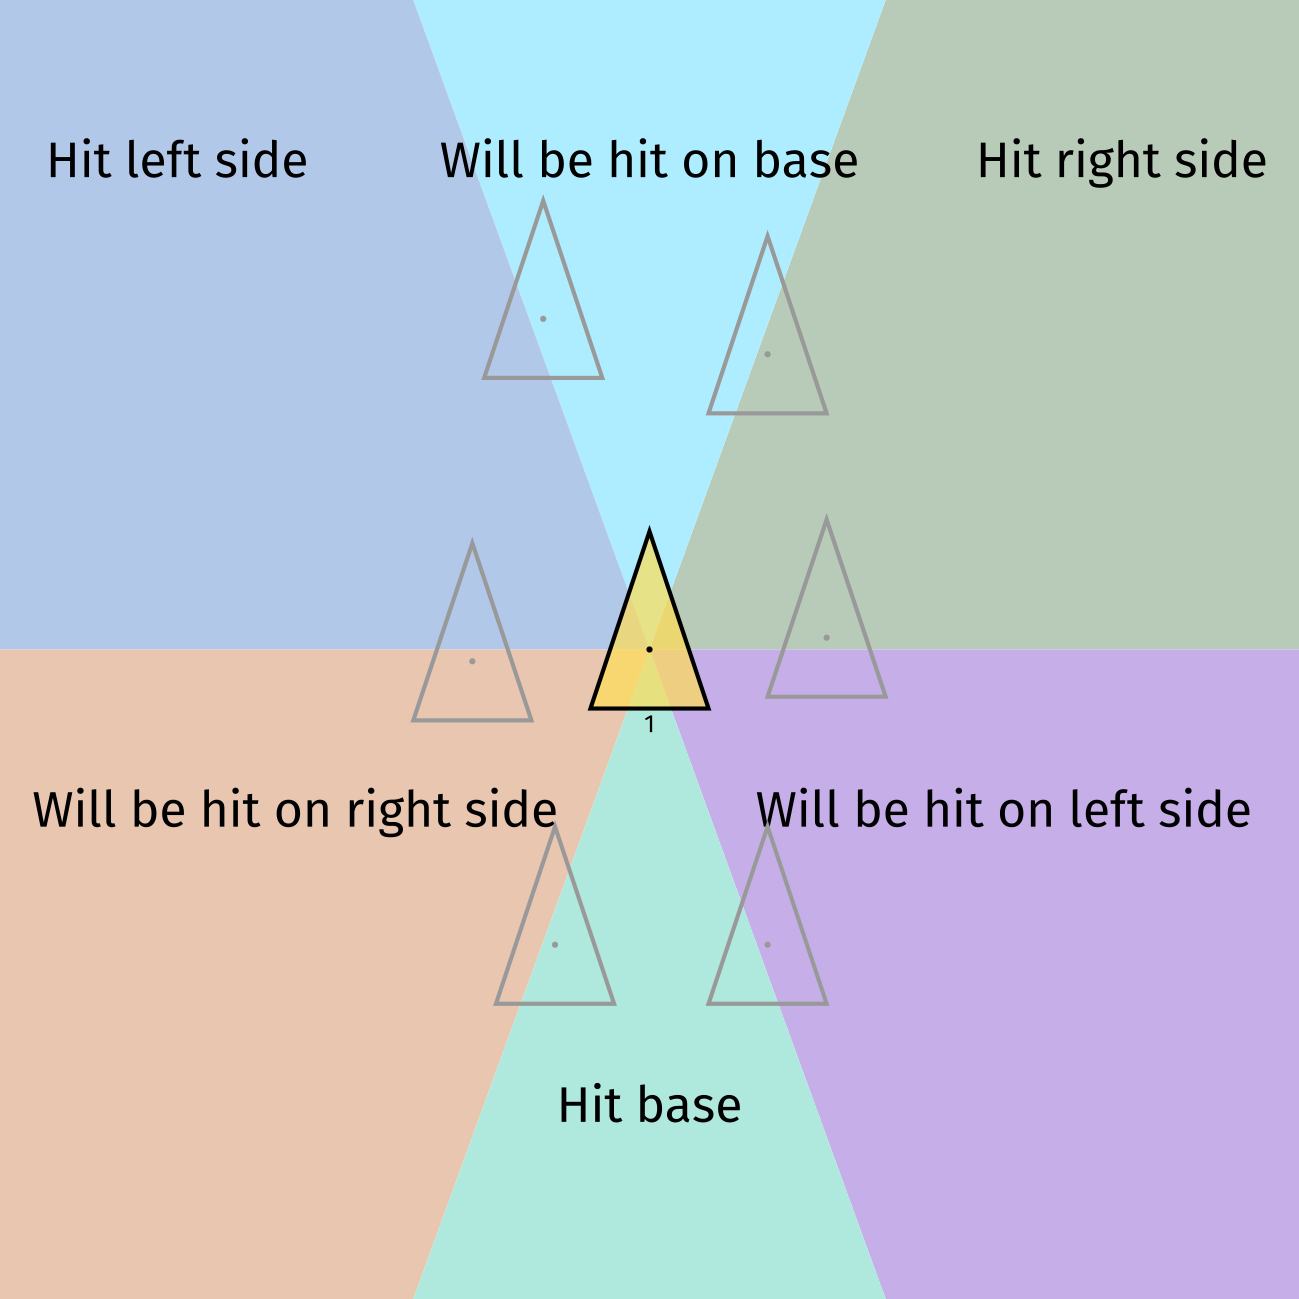 Hit left side
Will be hit on base
Hit right side
1
Will be hit on right side
Will be hit on left side
Hit base